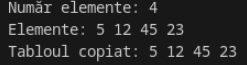 Număr elemente: 4
Elemente: 5 12 45 23
Tabloul copiat: 5 12 45 23